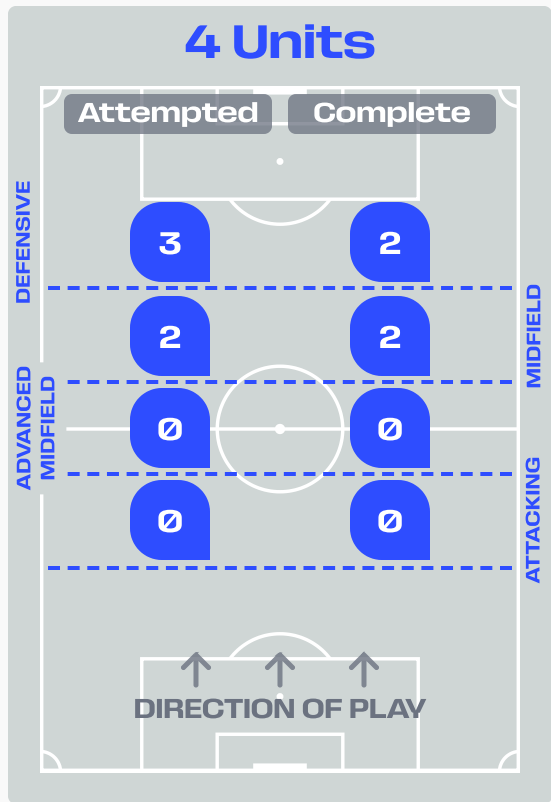 4 Units
Attempted Complete
DEFENSIVE
3 2
MIDFIELD
2 2
ADVANCED
MIDFIELD
0 0
ATTACKING
0 0
DIRECTION OF PLAY